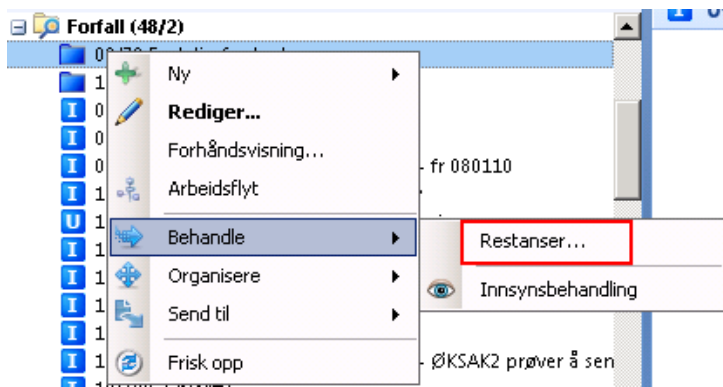 Forfall (48/2)
Ny
Rediger...
Forhåndsvisning...
- fr 080110
Arbeidsflyt
Behandle
Restanser...
Organisere
Innsynsbehandling
Send til
Frisk opp
- ØKSAK2 prøver å sen